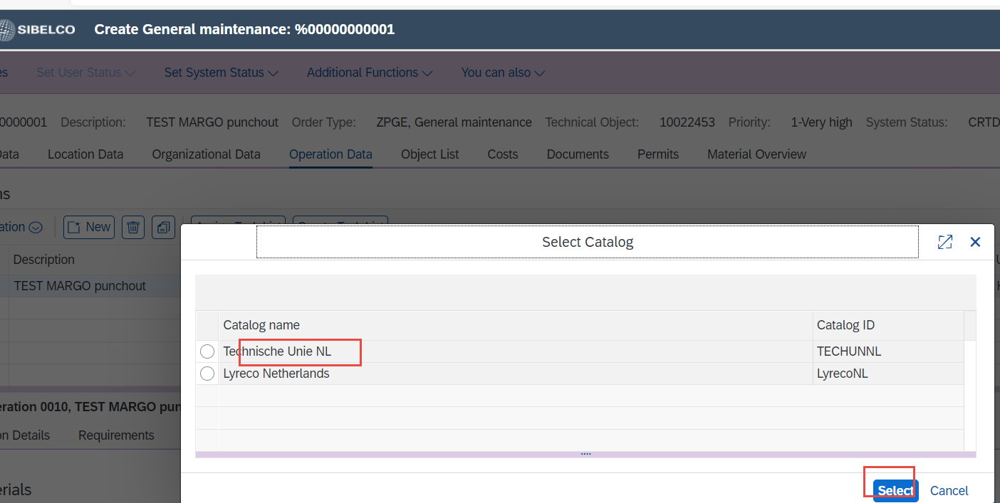 SIBELCO Create General maintenance: %00000000001
es Set User Status Set System Status Additional Functions You can also
0000001 Description: TEST MARGO punchout Order Type: ZPGE, General maintenance Technical Object: 10022453 Priority: 1-Very high System Status: CRTD
Data Location Data Organizational Data Operation Data Object List Costs Documents Permits Material Overview
ns
ation New
Select Catalog
Description
TEST MARGO punchout
Catalog name Catalog ID
Technische Unie NL TECHUNNL
Lyreco Netherlands LyrecoNL
eration 0010, TEST MARGO pun
on Details Requirements
erials
Select Cancel